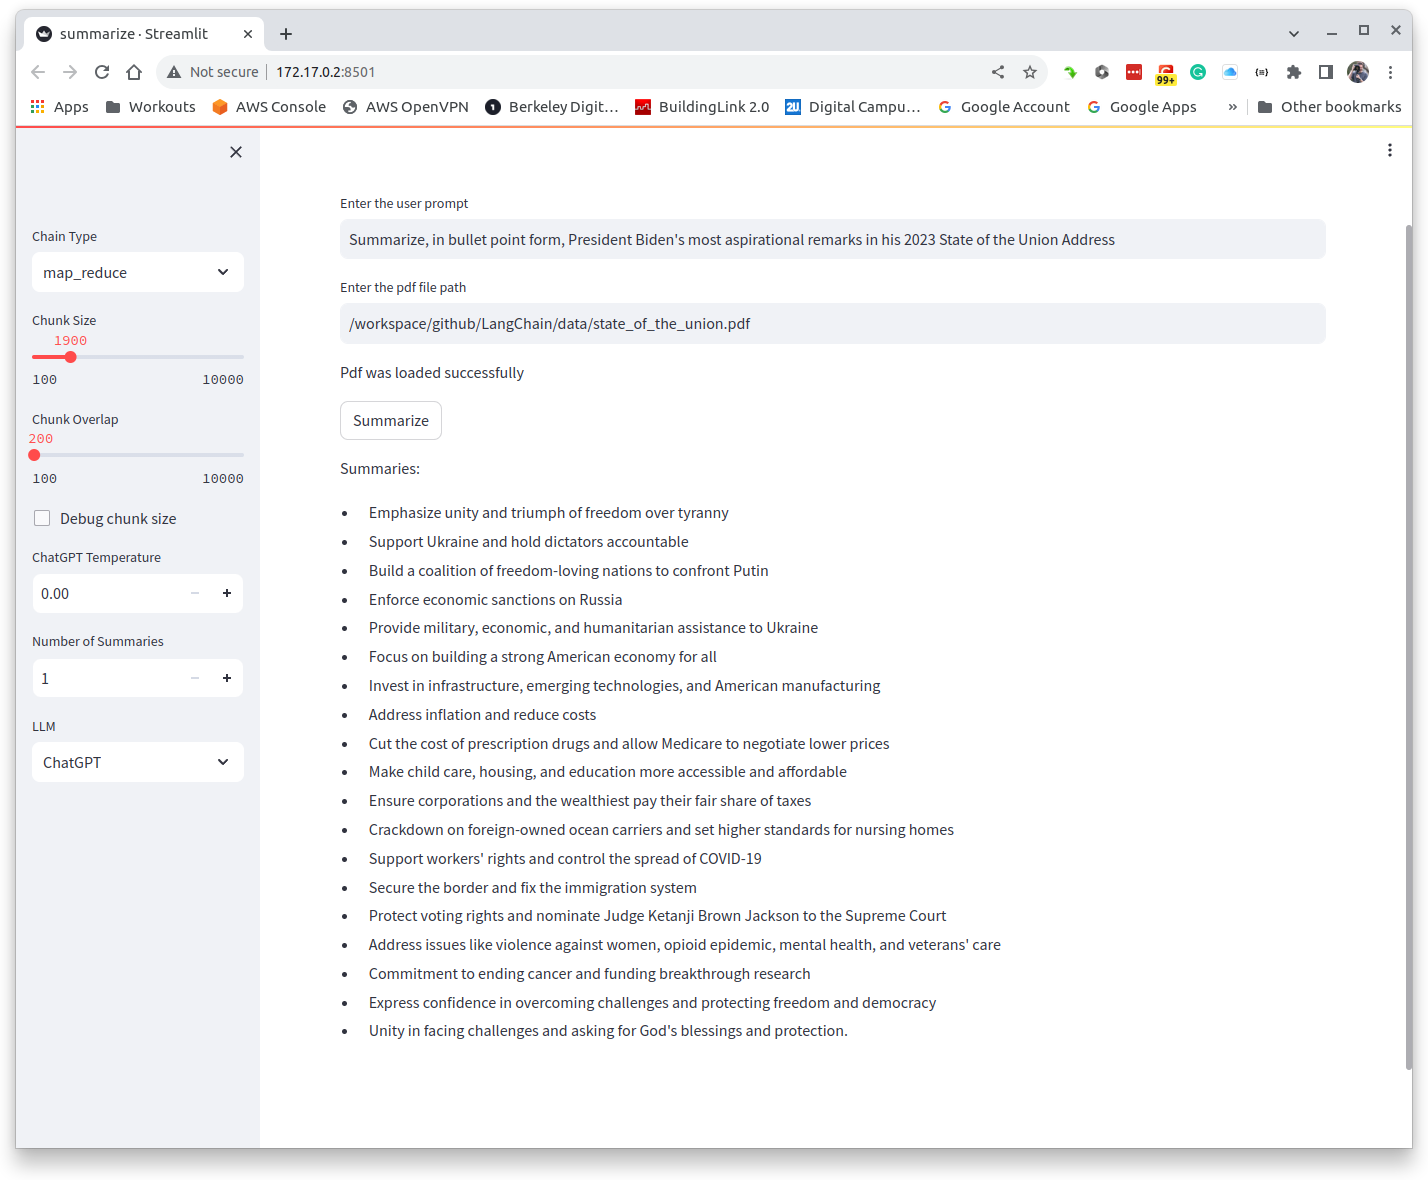 summarize · Streamlit
Not secure 172.17.0.2:8501
99+
Apps Workouts AWS Console AWS OpenVPN Berkeley Digit... BuildingLink 2.0 Digital Campu... Google Account Google Apps » Other bookmarks
Chain Type
map_reduce
Chunk Size
1900
100 10000
Chunk Overlap
200
100 10000
Debug chunk size
ChatGPT Temperature
0.00
Number of Summaries
1
LLM
ChatGPT
Enter the user prompt
Summarize, in bullet point form, President Biden's most aspirational remarks in his 2023 State of the Union Address
Enter the pdf file path
/workspace/github/LangChain/data/state_of_the_union.pdf
Pdf was loaded successfully
Summarize
Summaries:
• Emphasize unity and triumph of freedom over tyranny
• Support Ukraine and hold dictators accountable
• Build a coalition of freedom-loving nations to confront Putin
• Enforce economic sanctions on Russia
• Provide military, economic, and humanitarian assistance to Ukraine
• Focus on building a strong American economy for all
• Invest in infrastructure, emerging technologies, and American manufacturing
• Address inflation and reduce costs
• Cut the cost of prescription drugs and allow Medicare to negotiate lower prices
• Make child care, housing, and education more accessible and affordable
• Ensure corporations and the wealthiest pay their fair share of taxes
• Crackdown on foreign-owned ocean carriers and set higher standards for nursing homes
• Support workers' rights and control the spread of COVID-19
• Secure the border and fix the immigration system
• Protect voting rights and nominate Judge Ketanji Brown Jackson to the Supreme Court
• Address issues like violence against women, opioid epidemic, mental health, and veterans' care
• Commitment to ending cancer and funding breakthrough research
• Express confidence in overcoming challenges and protecting freedom and democracy
• Unity in facing challenges and asking for God's blessings and protection.